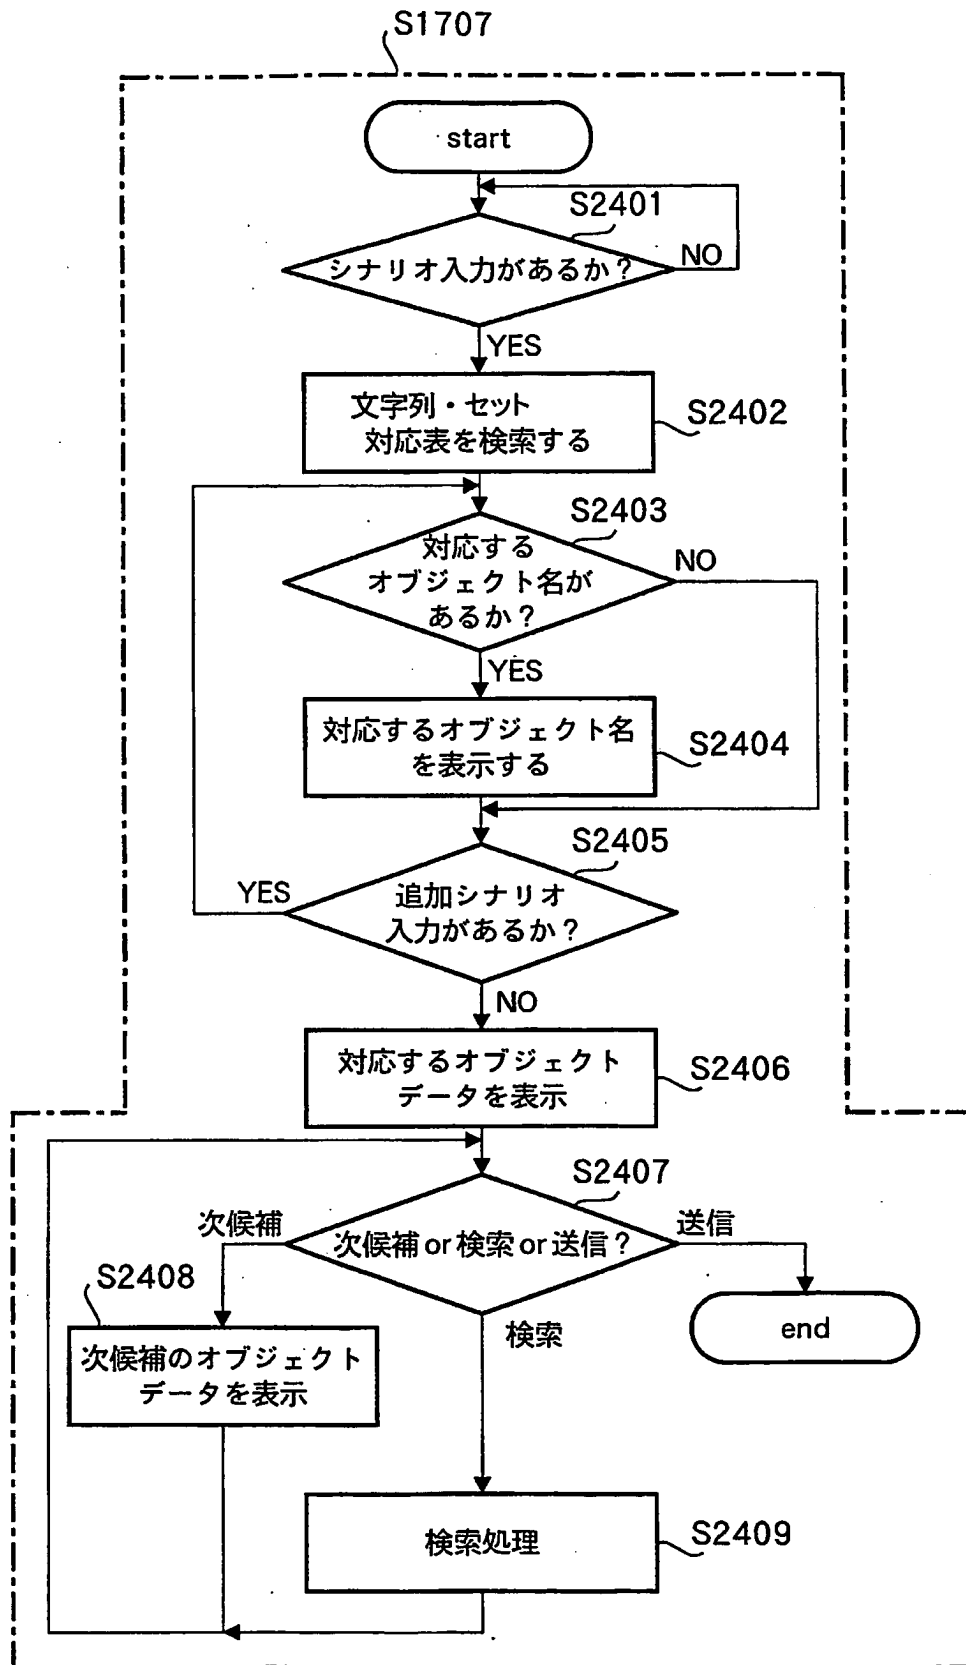 S1707
start
S2401
シナリオ入力があるか?
NO
YES
文字列・セット
対応表を検索する
S2402
S2403
対応する
オブジェクト名が
あるか?
NO
YES
対応するオブジェクト名
を表示する
S2404
S2405
YES
追加シナリオ
入力があるか?
NO
対応するオブジェクト
データを表示
S2406
S2407
次候補
次候補or検索or送信?
送信
S2408
次候補のオブジェクト
データを表示
検索
end
検索処理
S2409